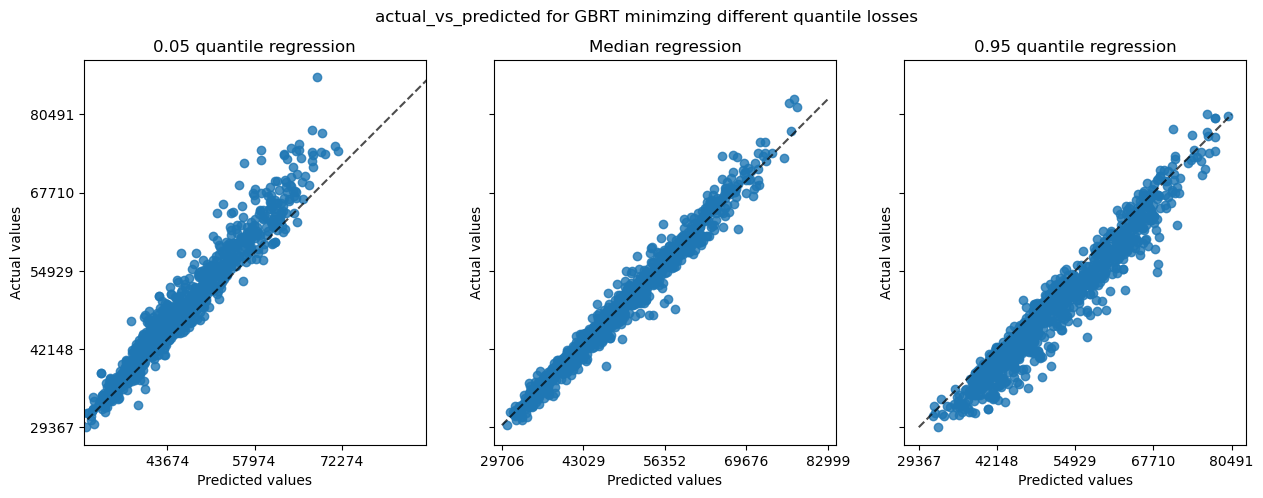 actual_vs_predicted for GBRT minimzing different quantile losses
0.05 quantile regression
Actual values
80491
67710
54929
42148
29367
43674 57974 72274
Predicted values
Median regression
Actual values
29706 43029 56352 69676 82999
Predicted values
0.95 quantile regression
Actual values
29367 42148 54929 67710 80491
Predicted values